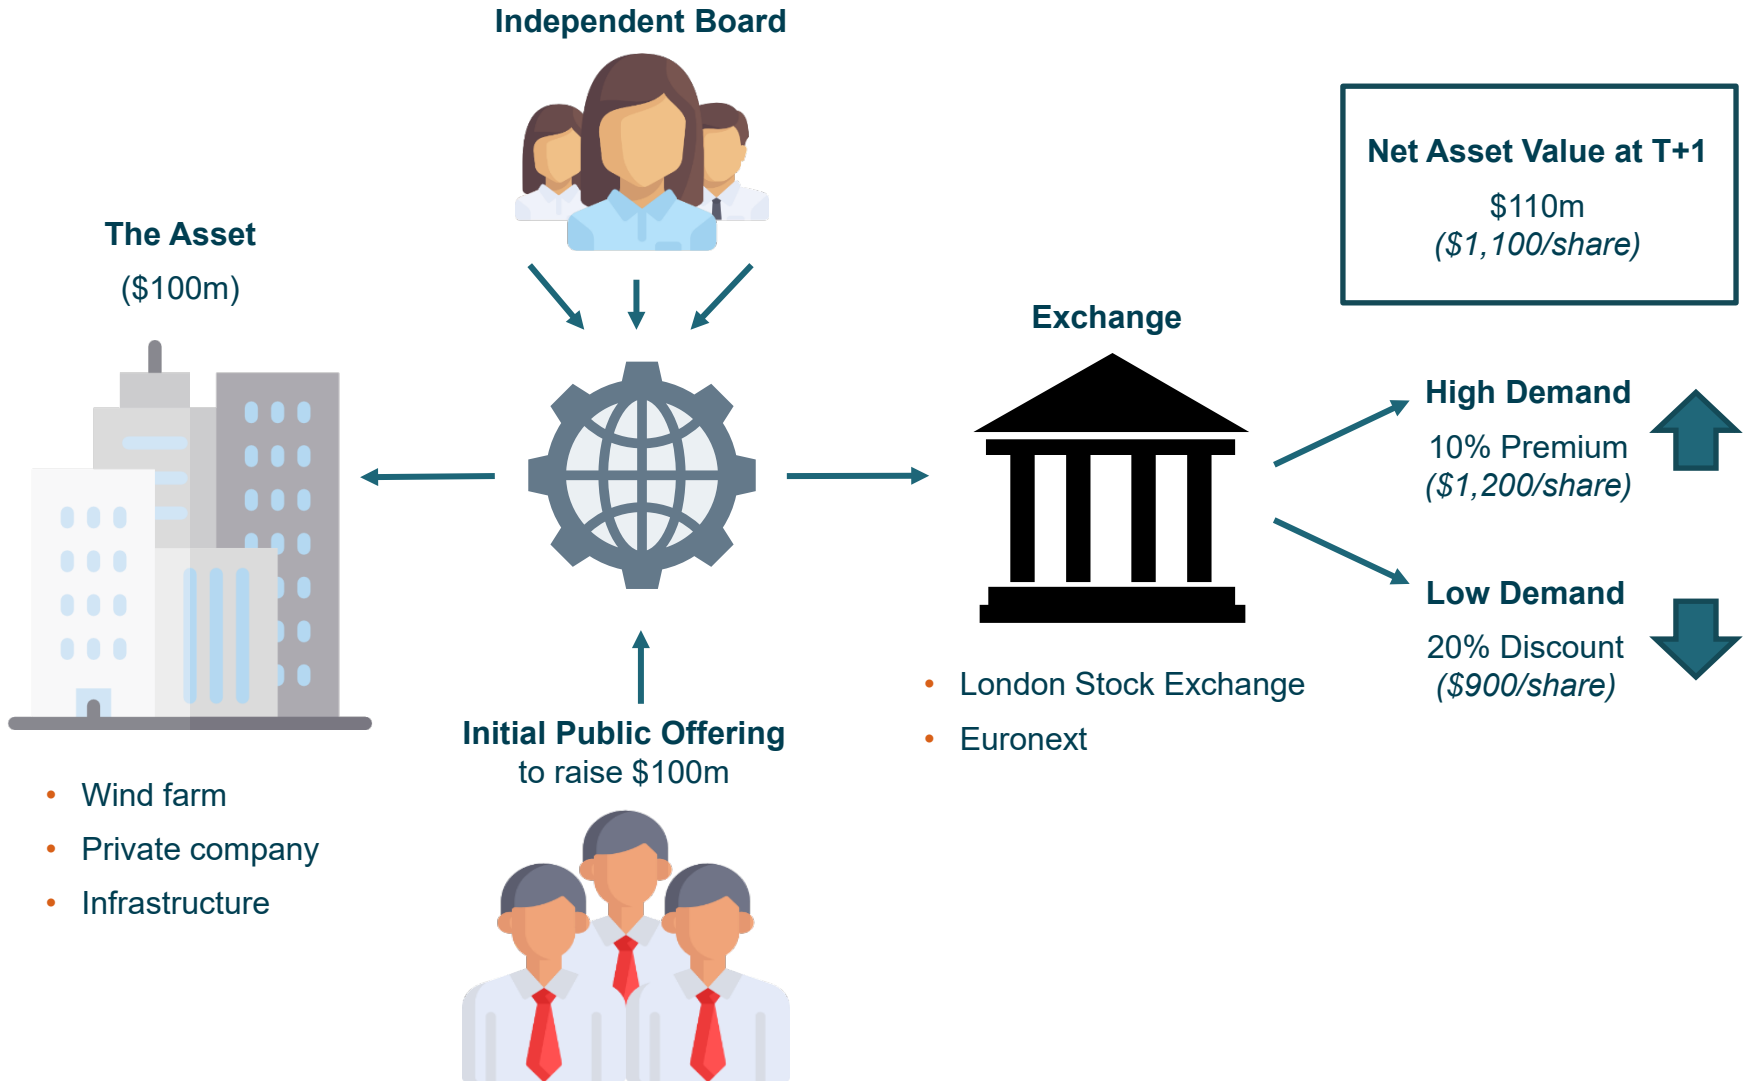 Independent Board
The Asset
($100m)
Net Asset Value at T+1
$110m
($1,100/share)
Exchange
High Demand
10% Premium
($1,200/share)
Low Demand
20% Discount
($900/share)
• London Stock Exchange
• Euronext
Initial Public Offering
to raise $100m
• Wind farm
• Private company
• Infrastructure